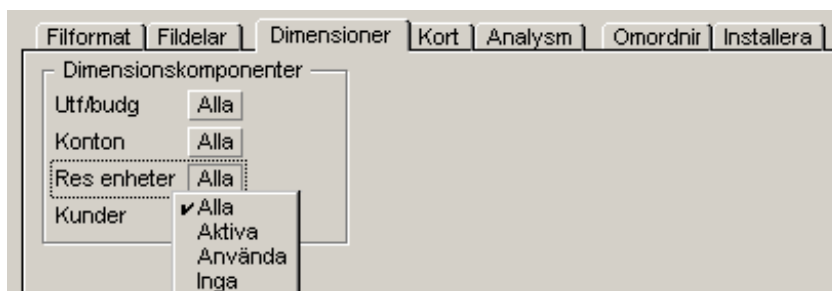 Filformat Fildelar Dimensioner Kort Analysm Omordnir Installera
Dimensionskomponenter
Utf/budg Alla
Konton Alla
Res enheter Alla
Kunder
Alla
Aktiva
Använda
Inga